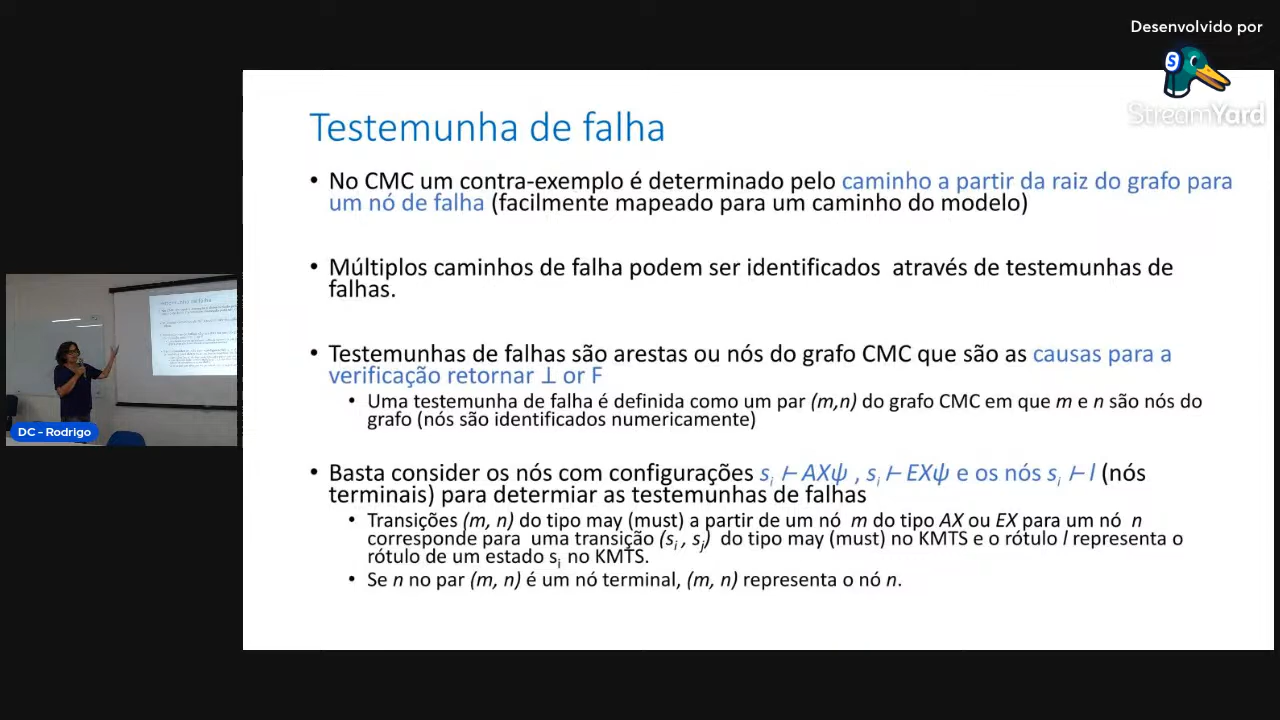 Desenvolvido por
StreamYard
Testemunha de falha
• No CMC um contra-exemplo é determinado pelo caminho a partir da raiz do grafo para
um nó de falha (facilmente mapeado para um caminho do modelo)
• Múltiplos caminhos de falha podem ser identificados através de testemunhas de
falhas.
• Testemunhas de falhas são arestas ou nós do grafo CMC que são as causas para a
verificação retornar ⊥ or F
• Uma testemunha de falha é definida como um par (m,n) do grafo CMC em que m e n são nós do
grafo (nós são identificados numericamente)
• Basta consider os nós com configurações sᵢ ⊢ AXψ , sᵢ ⊢ EXψ e os nós sᵢ ⊢ l (nós
terminais) para determiar as testemunhas de falhas
• Transições (m, n) do tipo may (must) a partir de um nó m do tipo AX ou EX para um nó n
corresponde para uma transição (sᵢ , sⱼ) do tipo may (must) no KMTS e o rótulo l representa o
rótulo de um estado sᵢ no KMTS.
• Se n no par (m, n) é um nó terminal, (m, n) representa o nó n.
DC - Rodrigo